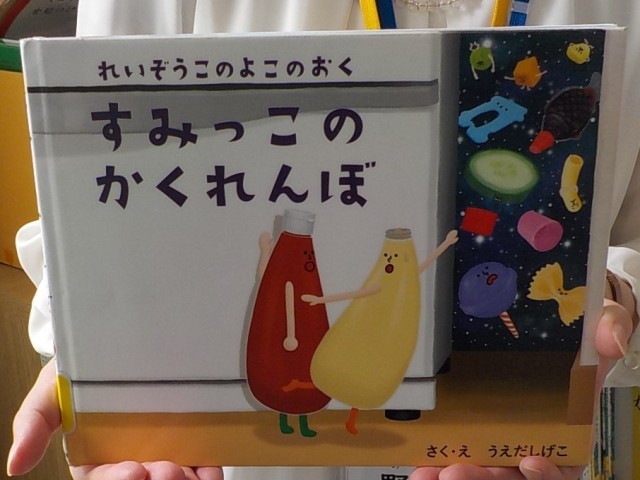 れいぞうこのよこのおく
すみっこの
かくれんぼ
さく・え うえだしげこ